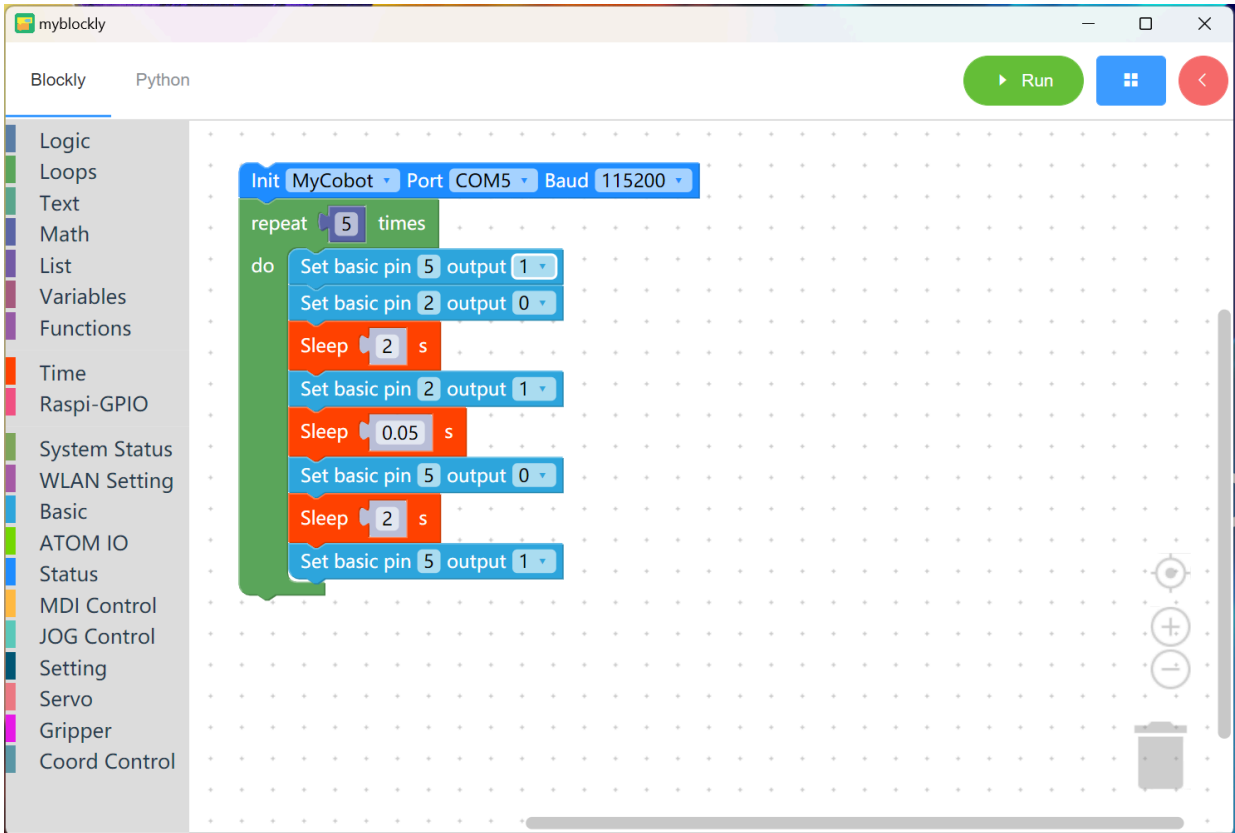 myblockly
Blockly Python Run
Logic
Loops
Text
Math
List
Variables
Functions
Time
Raspi-GPIO
System Status
WLAN Setting
Basic
ATOM IO
Status
MDI Control
JOG Control
Setting
Servo
Gripper
Coord Control
Init MyCobot Port COM5 Baud 115200
repeat 5 times
do Set basic pin 5 output 1
Set basic pin 2 output 0
Sleep 2 s
Set basic pin 2 output 1
Sleep 0.05 s
Set basic pin 5 output 0
Sleep 2 s
Set basic pin 5 output 1